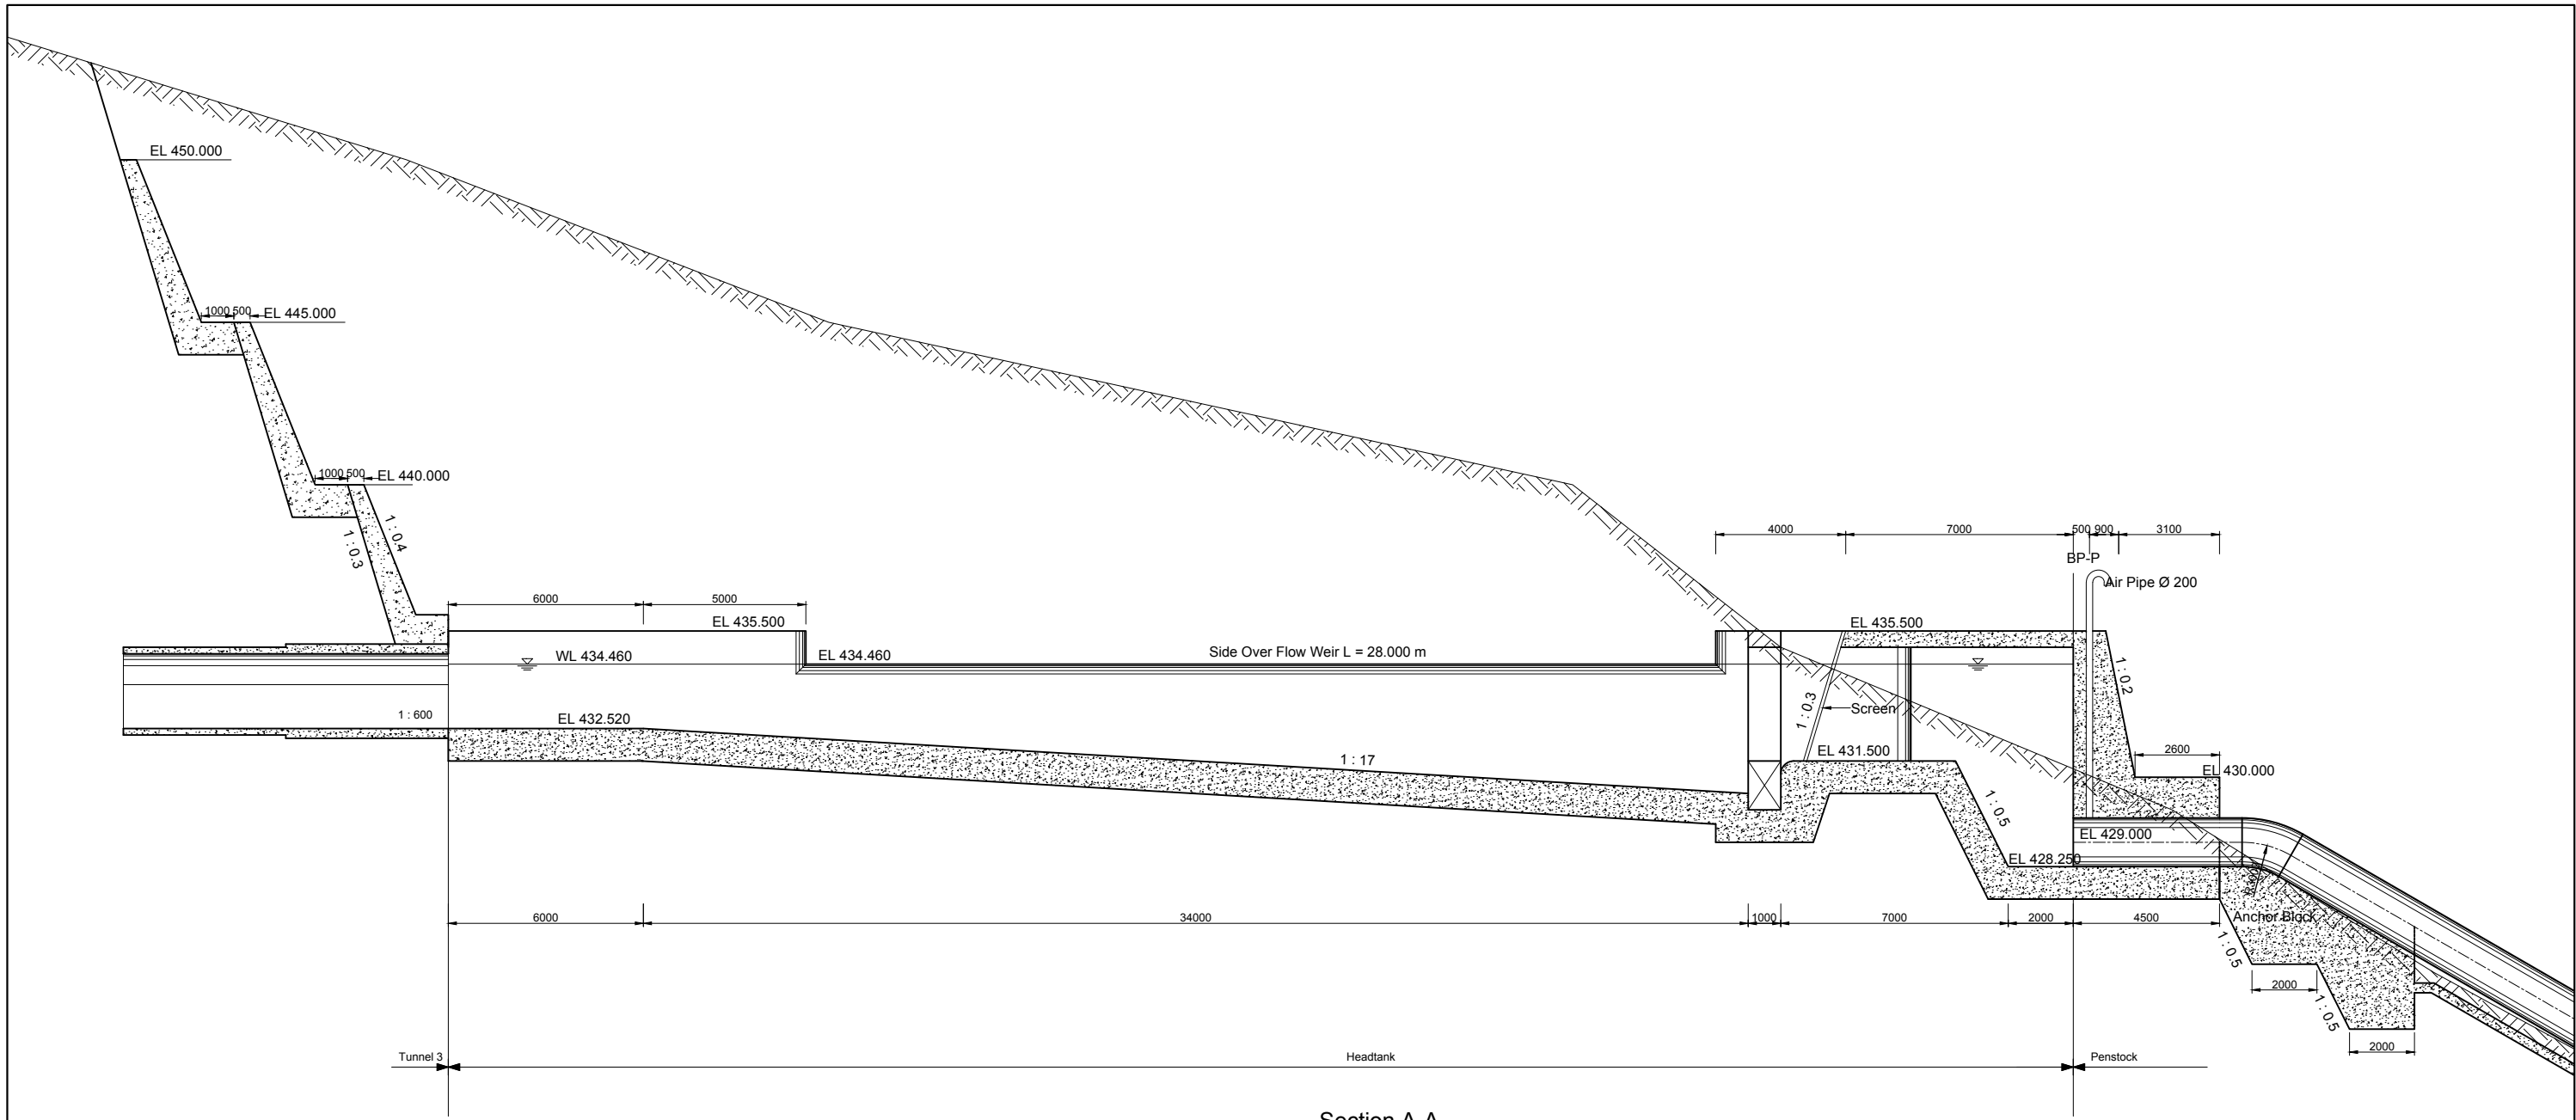 EL 450.000
1000 500 EL 445.000
1000 500 EL 440.000
1 : 0.4
1 : 0.3
4000 7000 500 900 3100
BP-P
Air Pipe Ø 200
6000 5000
EL 435.500
EL 435.500
WL 434.460
EL 434.460
Side Over Flow Weir L = 28.000 m
1 : 0.2
1 : 0.3
Screen
1 : 600
EL 432.520
1 : 17
EL 431.500
2600
EL 430.000
1 : 0.5
EL 429.000
EL 428.250
6000 34000 1000 7000 2000 4500
Anchor Block
1 : 0.5
2000
1 : 0.5
2000
Tunnel 3
Headtank
Penstock
Section A-A